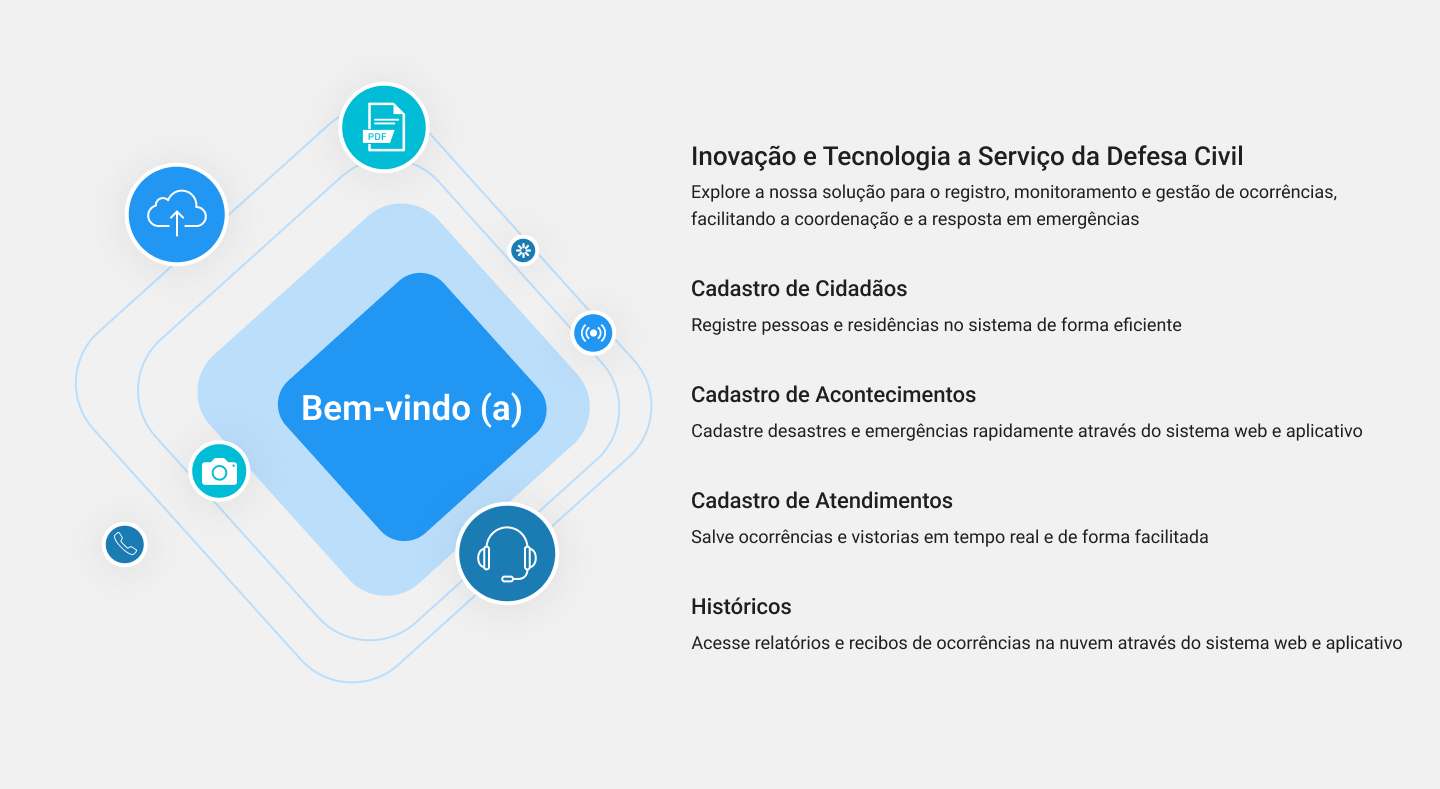 PDF
Bem-vindo (a)
Inovação e Tecnologia a Serviço da Defesa Civil
Explore a nossa solução para o registro, monitoramento e gestão de ocorrências,
facilitando a coordenação e a resposta em emergências
Cadastro de Cidadãos
Registre pessoas e residências no sistema de forma eficiente
Cadastro de Acontecimentos
Cadastre desastres e emergências rapidamente através do sistema web e aplicativo
Cadastro de Atendimentos
Salve ocorrências e vistorias em tempo real e de forma facilitada
Históricos
Acesse relatórios e recibos de ocorrências na nuvem através do sistema web e aplicativo